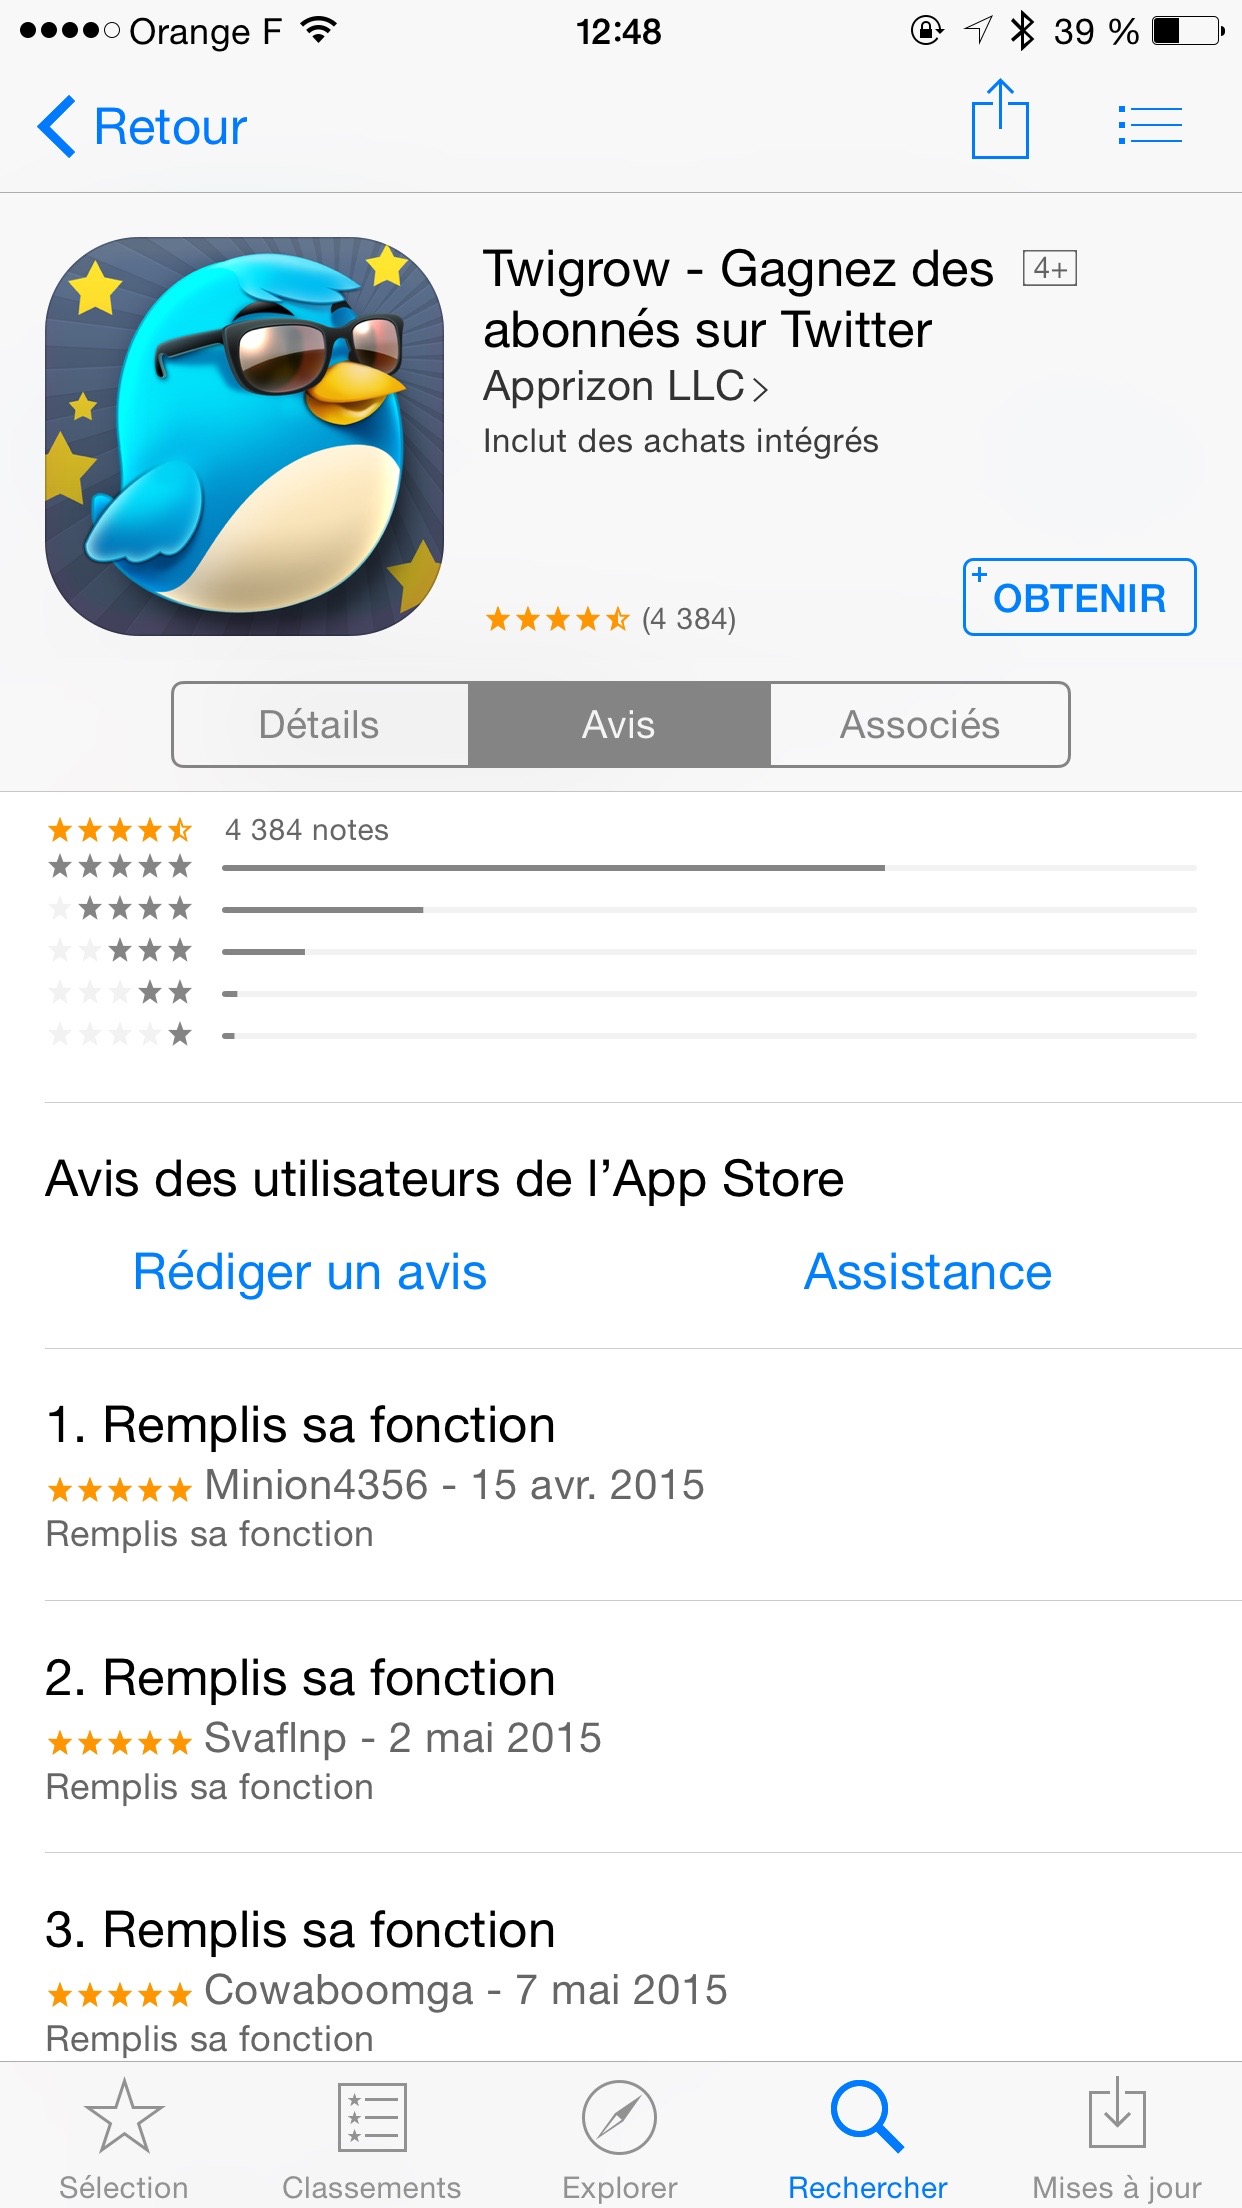 Orange F 12:48 39 %
Retour
Twigrow - Gagnez des 4+
abonnés sur Twitter
Apprizon LLC
Inclut des achats intégrés
(4 384) + OBTENIR
Détails Avis Associés
4 384 notes
Avis des utilisateurs de l’App Store
Rédiger un avis Assistance
1. Remplis sa fonction
Minion4356 - 15 avr. 2015
Remplis sa fonction
2. Remplis sa fonction
Svaflnp - 2 mai 2015
Remplis sa fonction
3. Remplis sa fonction
Cowaboomga - 7 mai 2015
Remplis sa fonction
Sélection Classements Explorer Rechercher Mises à jour